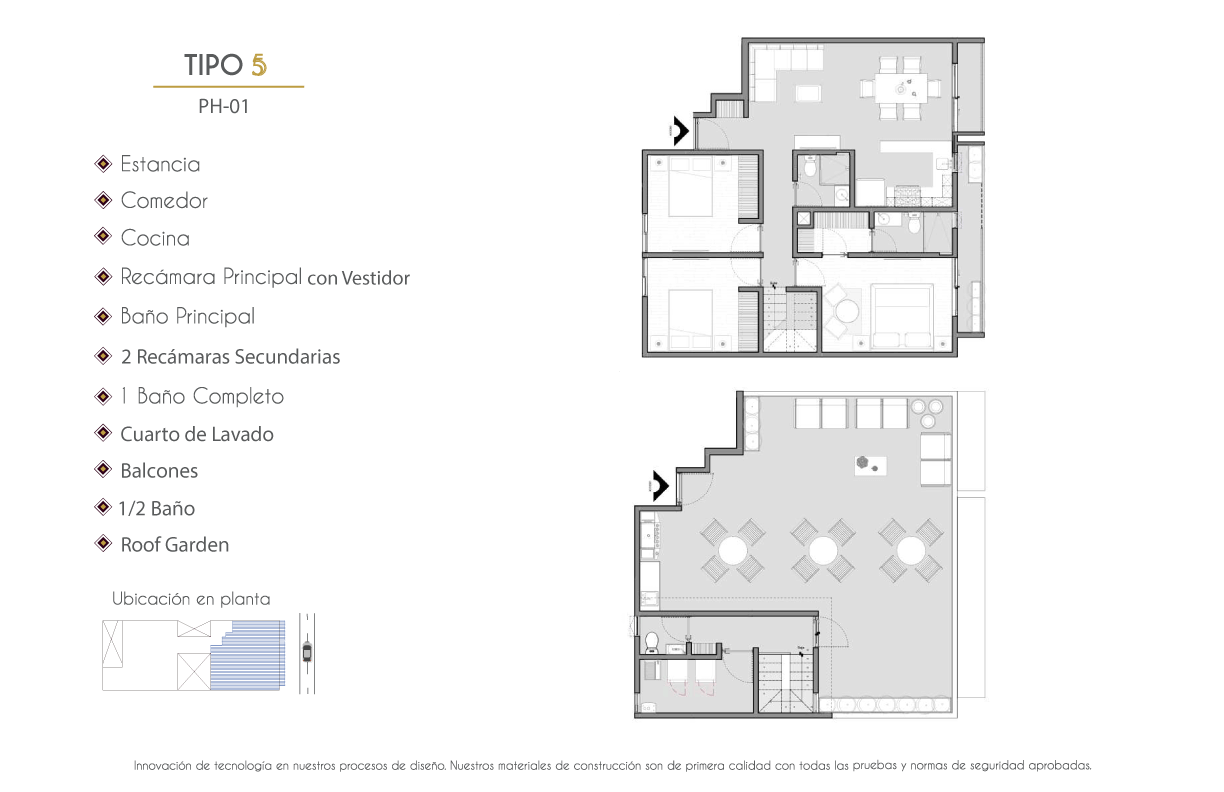 TIPO 5
PH-01
Estancia
Comedor
Cocina
Recámara Principal con Vestidor
Baño Principal
2 Recámaras Secundarias
1 Baño Completo
Cuarto de Lavado
Balcones
1/2 Baño
Roof Garden
Ubicación en planta
Innovación de tecnología en nuestros procesos de diseño. Nuestros materiales de construcción son de primera calidad con todas las pruebas y normas de seguridad aprobadas.